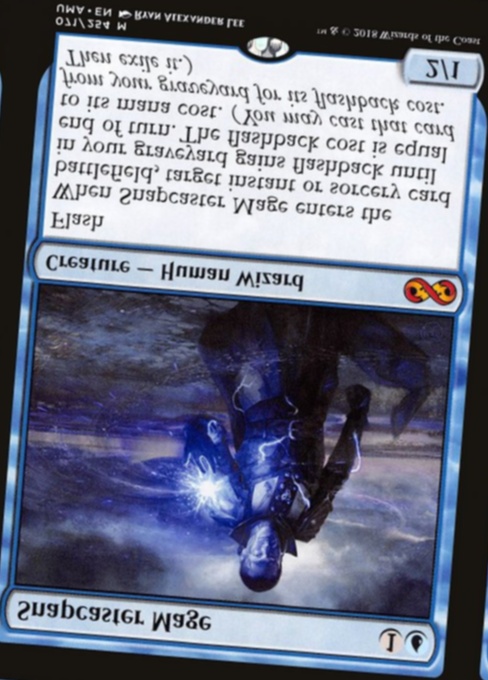 Snapcaster Mage 1
Creature — Human Wizard
Flash
When Snapcaster Mage enters the
battlefield, target instant or sorcery card
in your graveyard gains flashback until
end of turn. The flashback cost is equal
to its mana cost. (You may cast that card
from your graveyard for its flashback cost.
Then exile it.)
2/1
071/254 M
UMA • EN Ryan Alexander Lee
™ & © 2018 Wizards of the Coast